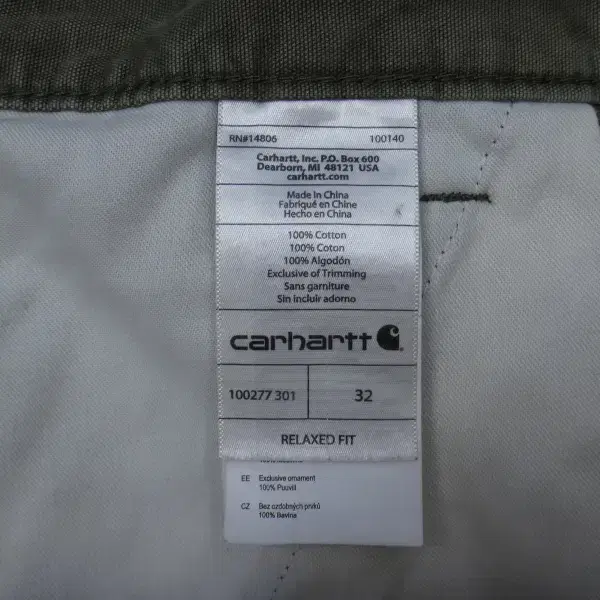 RN#14806 100140
Carhartt, Inc. P.O. Box 600
Dearborn, MI 48121 USA
carhartt.com
Made in China
Fabriqué en Chine
Hecho en China
100% Cotton
100% Coton
100% Algodón
Exclusive of Trimming
Sans garniture
Sin incluir adorno
carhartt
100277 301 32
RELAXED FIT
EE Exclusive ornament
100% Puuvill
CZ Bez ozdobných prvků
100% Bavlna